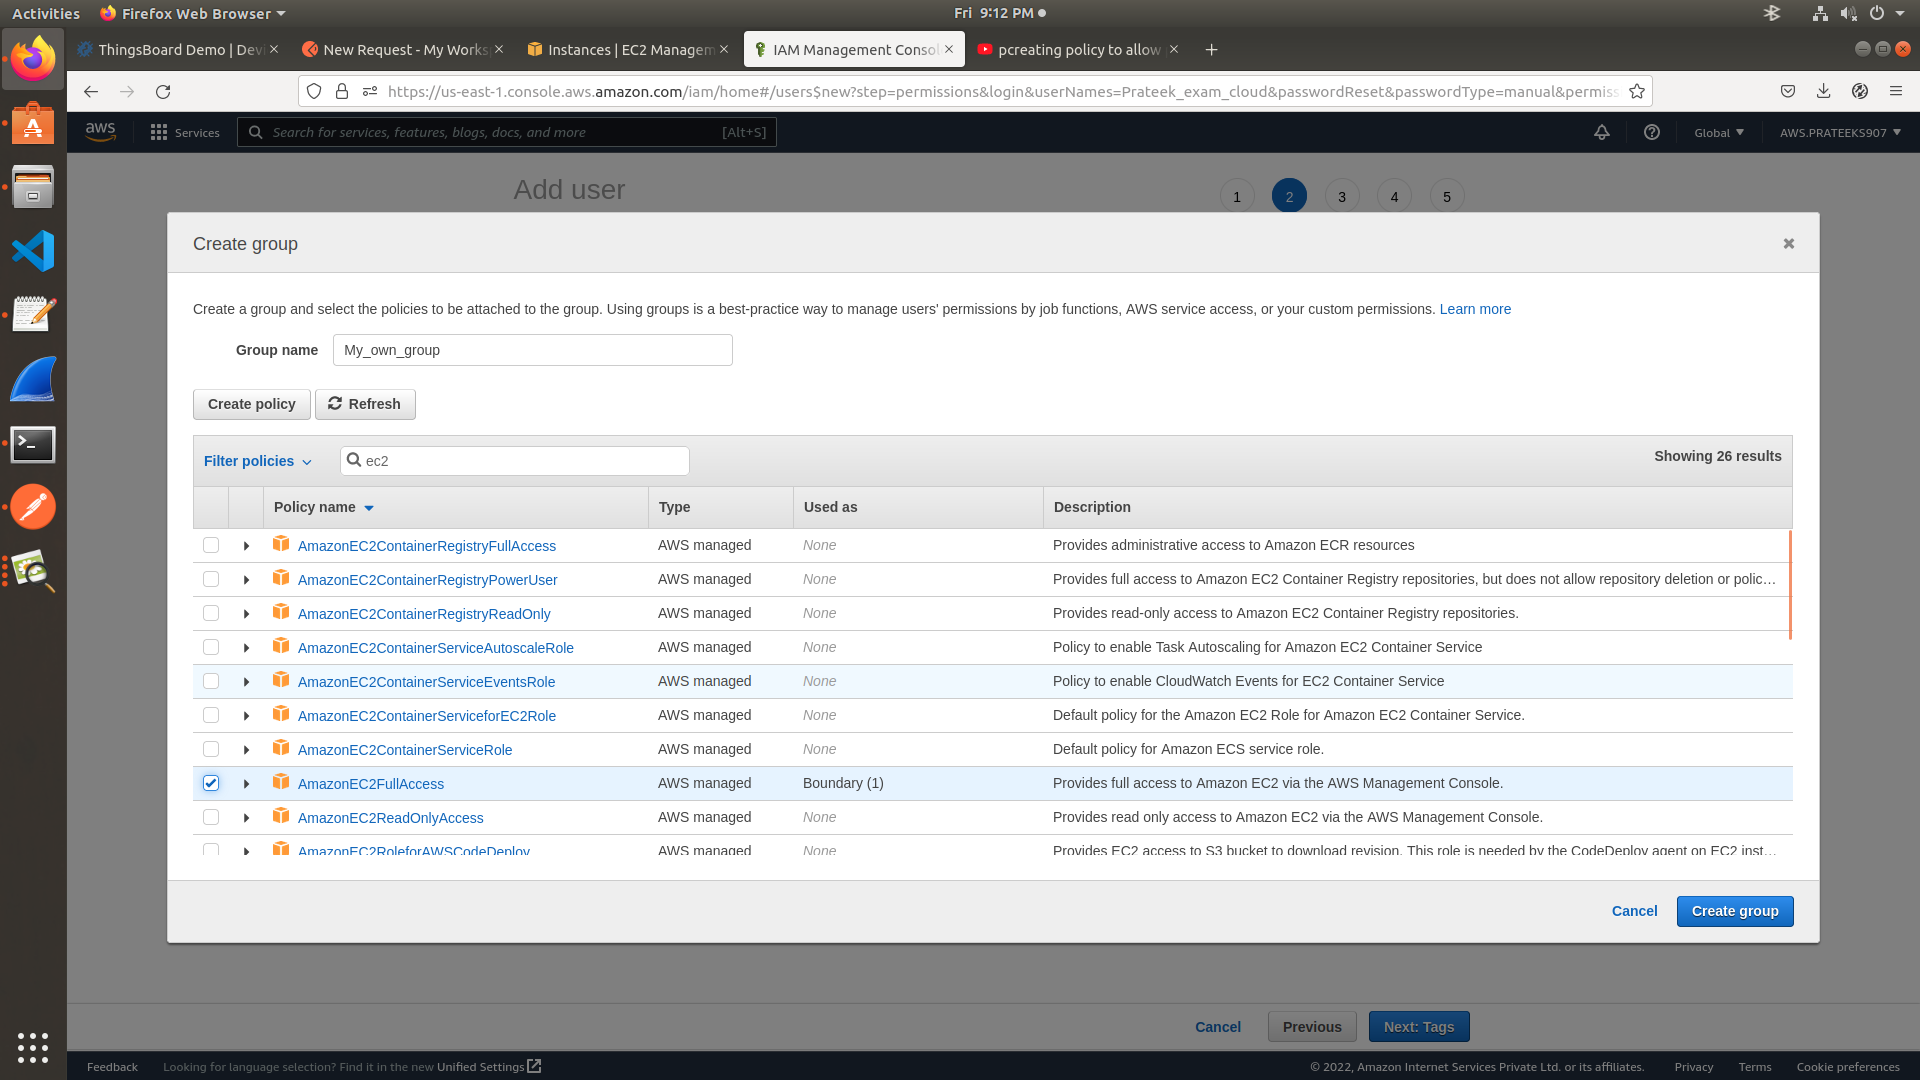 Activities Firefox Web Browser Fri 9:12 PM
ThingsBoard Demo | Devi New Request - My Works Instances | EC2 Managem IAM Management Consol pcreating policy to allow
https://us-east-1.console.aws.amazon.com/iam/home#/users$new?step=permissions&login&userNames=Prateek_exam_cloud&passwordReset&passwordType=manual&permiss
aws Services Search for services, features, blogs, docs, and more [Alt+S] Global AWS.PRATEEKS907
Add user 1 2 3 4 5
Create group
Create a group and select the policies to be attached to the group. Using groups is a best-practice way to manage users' permissions by job functions, AWS service access, or your custom permissions. Learn more
Group name My_own_group
Create policy Refresh
Filter policies ec2 Showing 26 results
Policy name Type Used as Description
AmazonEC2ContainerRegistryFullAccess AWS managed None Provides administrative access to Amazon ECR resources
AmazonEC2ContainerRegistryPowerUser AWS managed None Provides full access to Amazon EC2 Container Registry repositories, but does not allow repository deletion or polic…
AmazonEC2ContainerRegistryReadOnly AWS managed None Provides read-only access to Amazon EC2 Container Registry repositories.
AmazonEC2ContainerServiceAutoscaleRole AWS managed None Policy to enable Task Autoscaling for Amazon EC2 Container Service
AmazonEC2ContainerServiceEventsRole AWS managed None Policy to enable CloudWatch Events for EC2 Container Service
AmazonEC2ContainerServiceforEC2Role AWS managed None Default policy for the Amazon EC2 Role for Amazon EC2 Container Service.
AmazonEC2ContainerServiceRole AWS managed None Default policy for Amazon ECS service role.
AmazonEC2FullAccess AWS managed Boundary (1) Provides full access to Amazon EC2 via the AWS Management Console.
AmazonEC2ReadOnlyAccess AWS managed None Provides read only access to Amazon EC2 via the AWS Management Console.
AmazonEC2RoleforAWSCodeDeploy AWS managed None Provides EC2 access to S3 bucket to download revision. This role is needed by the CodeDeploy agent on EC2 inst…
Cancel Create group
Cancel Previous Next: Tags
Feedback Looking for language selection? Find it in the new Unified Settings © 2022, Amazon Internet Services Private Ltd. or its affiliates. Privacy Terms Cookie preferences